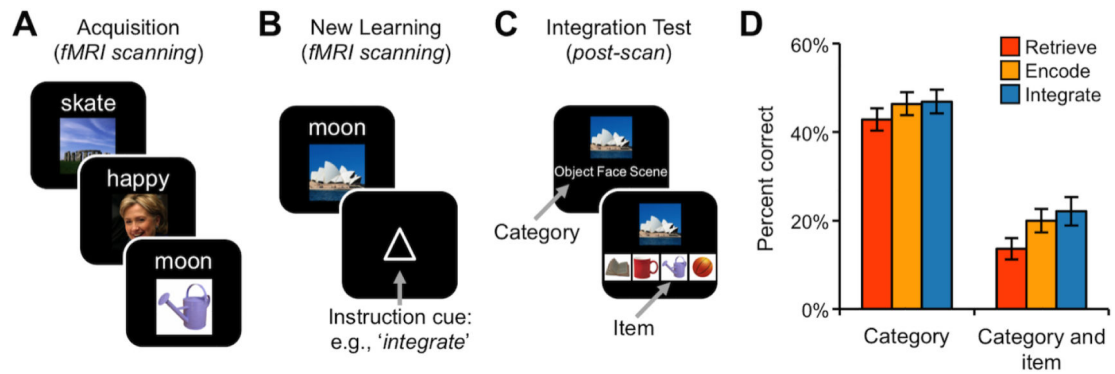 A
Acquisition
(fMRI scanning)
skate
happy
moon
B
New Learning
(fMRI scanning)
moon
Instruction cue:
e.g., ‘integrate’
C
Integration Test
(post-scan)
Object Face Scene
Category
Item
D
Percent correct
60%
40%
20%
0%
Retrieve
Encode
Integrate
Category
Category and
item